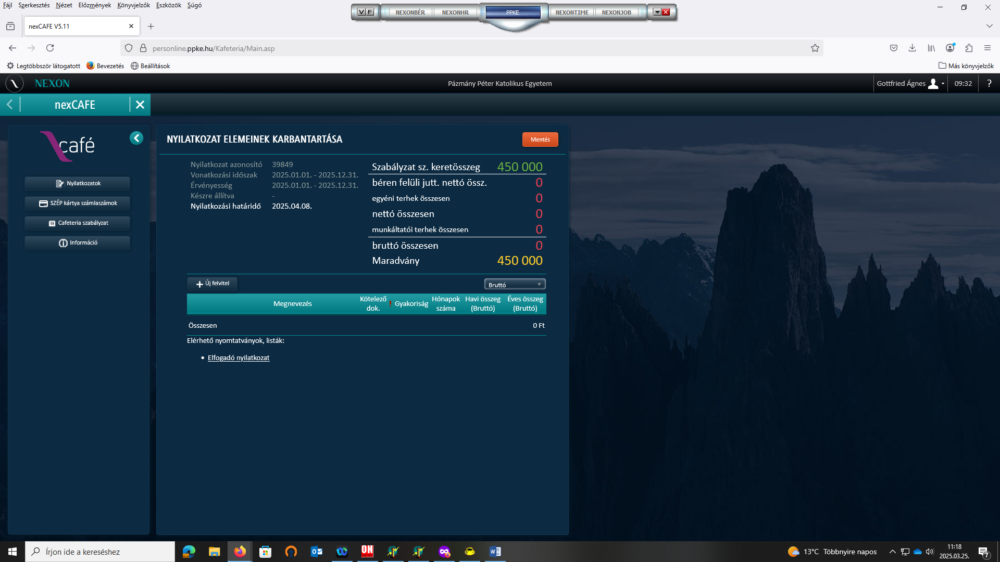 Fájl Szerkesztés Nézet Előzmények Könyvjelzők Eszközök Súgó
V F NEXONBÉR NEXONHR PPKE NEXONTIME NEXONJOB
nexCAFE V5.11
personline.ppke.hu/Kafeteria/Main.asp
Legtöbbször látogatott Bevezetés Beállítások Más könyvjelzők
NEXON Pázmány Péter Katolikus Egyetem Gottfried Ágnes 09:32 ?
nexCAFE
café
Nyilatkozatok
SZÉP kártya számlaszámok
Cafeteria szabályzat
Információ
NYILATKOZAT ELEMEINEK KARBANTARTÁSA Mentés
Nyilatkozat azonosító 39849
Vonatkozási időszak 2025.01.01. - 2025.12.31.
Érvényesség 2025.01.01. - 2025.12.31.
Készre állítva -
Nyilatkozási határidő 2025.04.08.
Szabályzat sz. keretösszeg 450 000
béren felüli jutt. nettó össz. 0
egyéni terhek összesen 0
nettó összesen 0
munkáltatói terhek összesen 0
bruttó összesen 0
Maradvány 450 000
Új felvitel Bruttó
Megnevezés Kötelező dok. ! Gyakoriság Hónapok száma Havi összeg (Bruttó) Éves összeg (Bruttó)
Összesen 0 Ft
Elérhető nyomtatványok, listák:
• Elfogadó nyilatkozat
Írjon ide a kereséshez
ON
13°C Többnyire napos
11:18
2025.03.25.
7